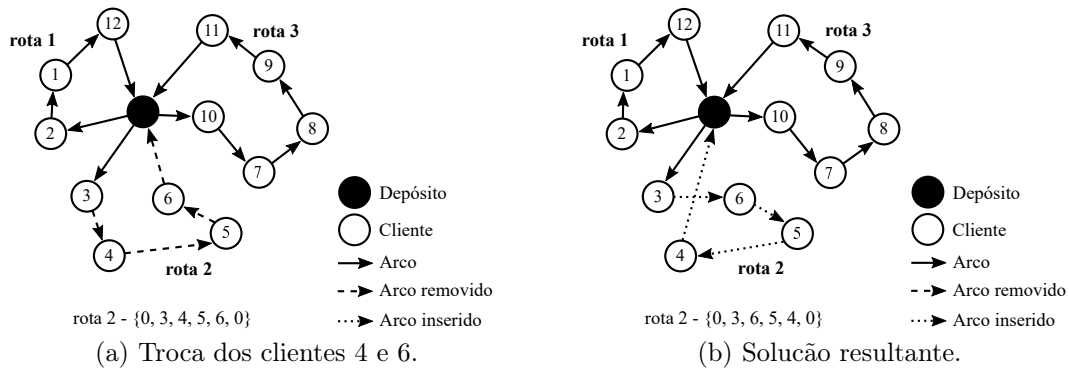 12
11
rota 1
rota 3
9
1
10
8
2
7
3
6
5
4
rota 2
Depósito
Cliente
Arco
Arco removido
Arco inserido
rota 2 - {0, 3, 4, 5, 6, 0}
(a) Troca dos clientes 4 e 6.
12
11
rota 1
rota 3
9
1
10
8
2
7
3
6
5
4
rota 2
Depósito
Cliente
Arco
Arco removido
Arco inserido
rota 2 - {0, 3, 6, 5, 4, 0}
(b) Solucão resultante.